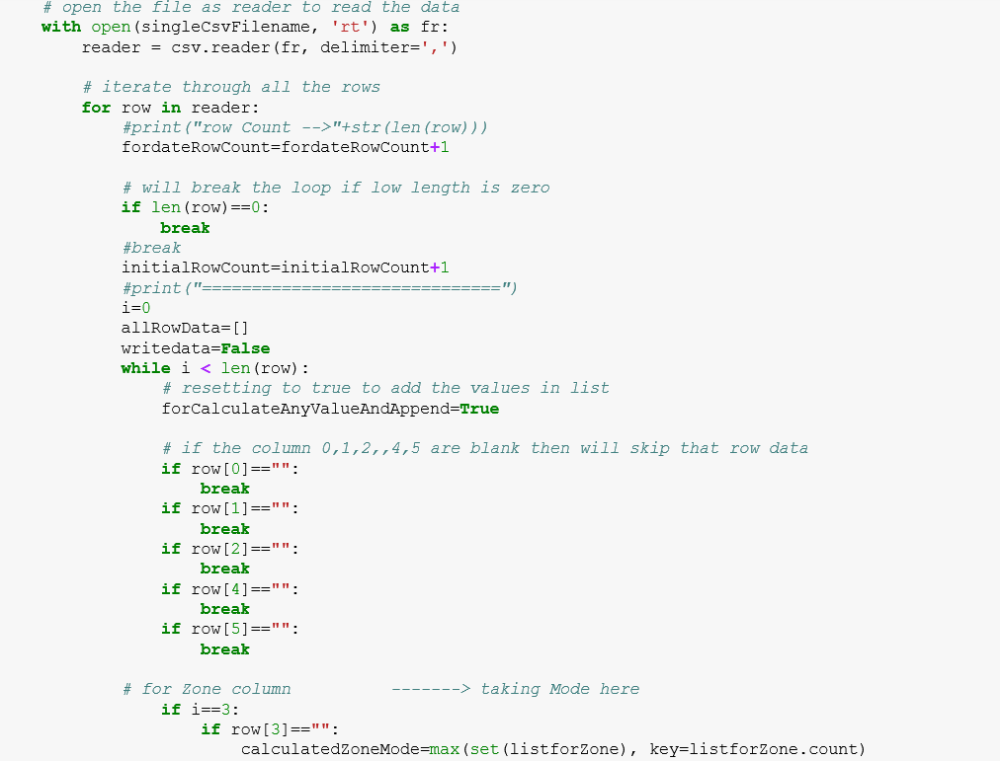 # open the file as reader to read the data
with open(singleCsvFilename, 'rt') as fr:
reader = csv.reader(fr, delimiter=',')
# iterate through all the rows
for row in reader:
#print("row Count -->"+str(len(row)))
fordateRowCount=fordateRowCount+1
# will break the loop if low length is zero
if len(row)==0:
break
#break
initialRowCount=initialRowCount+1
#print("==============================")
i=0
allRowData=[]
writedata=False
while i < len(row):
# resetting to true to add the values in list
forCalculateAnyValueAndAppend=True
# if the column 0,1,2,,4,5 are blank then will skip that row data
if row[0]=="":
break
if row[1]=="":
break
if row[2]=="":
break
if row[4]=="":
break
if row[5]=="":
break
# for Zone column -------> taking Mode here
if i==3:
if row[3]=="":
calculatedZoneMode=max(set(listforZone), key=listforZone.count)